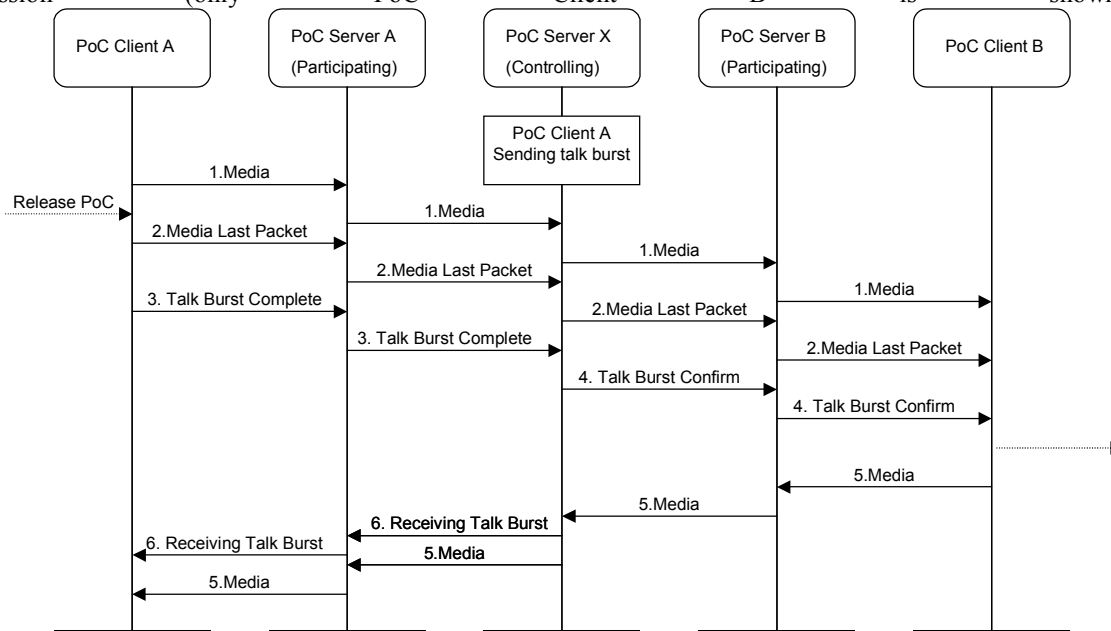 (only PoC Client B is
PoC Client A
PoC Server A
(Participating)
PoC Server X
(Controlling)
PoC Server B
(Participating)
PoC Client B
PoC Client A
Sending talk burst
1.Media
Release PoC
1.Media
2.Media Last Packet
1.Media
2.Media Last Packet
1.Media
3. Talk Burst Complete
2.Media Last Packet
3. Talk Burst Complete
2.Media Last Packet
4. Talk Burst Confirm
4. Talk Burst Confirm
5.Media
5.Media
6. Receiving Talk Burst
6. Receiving Talk Burst
5.Media
5.Media